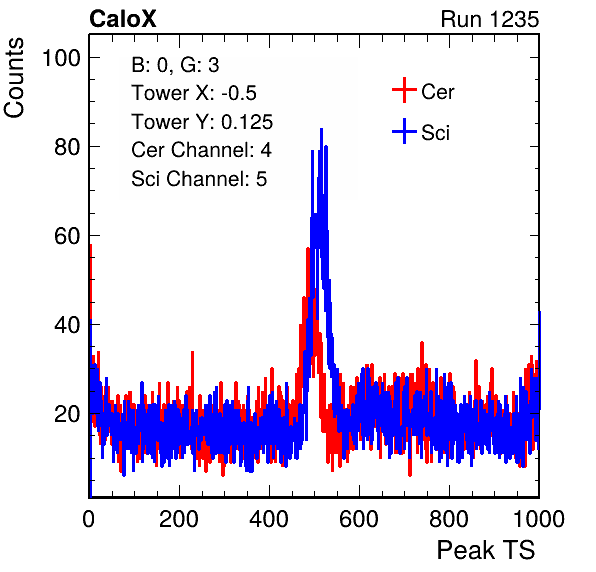 CaloX
Run 1235
Counts
B: 0, G: 3
Tower X: -0.5
Tower Y: 0.125
Cer Channel: 4
Sci Channel: 5
Cer
Sci
100
80
60
40
20
0 200 400 600 800 1000
Peak TS